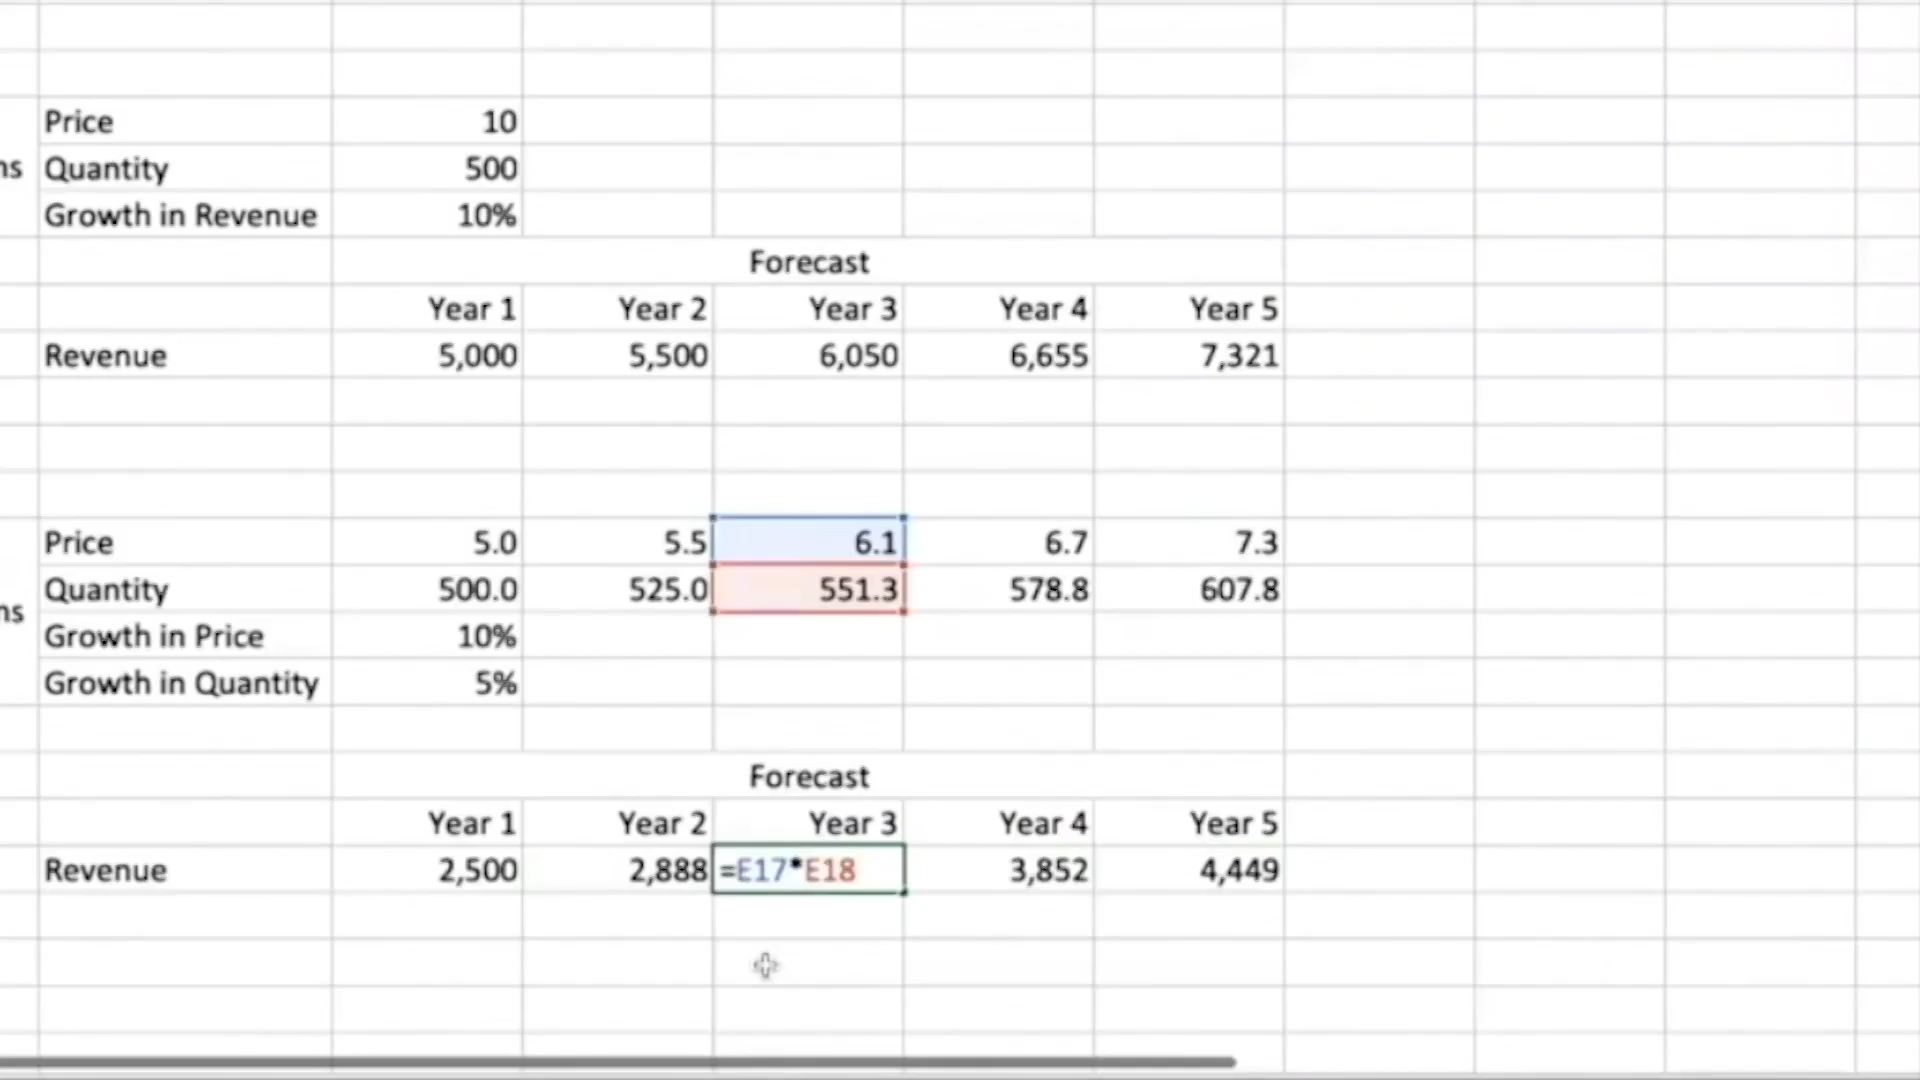 Price 10
ns Quantity 500
Growth in Revenue 10%
Forecast
Year 1 Year 2 Year 3 Year 4 Year 5
Revenue 5,000 5,500 6,050 6,655 7,321
Price 5.0 5.5 6.1 6.7 7.3
Quantity 500.0 525.0 551.3 578.8 607.8
ns
Growth in Price 10%
Growth in Quantity 5%
Forecast
Year 1 Year 2 Year 3 Year 4 Year 5
Revenue 2,500 2,888 =E17*E18 3,852 4,449